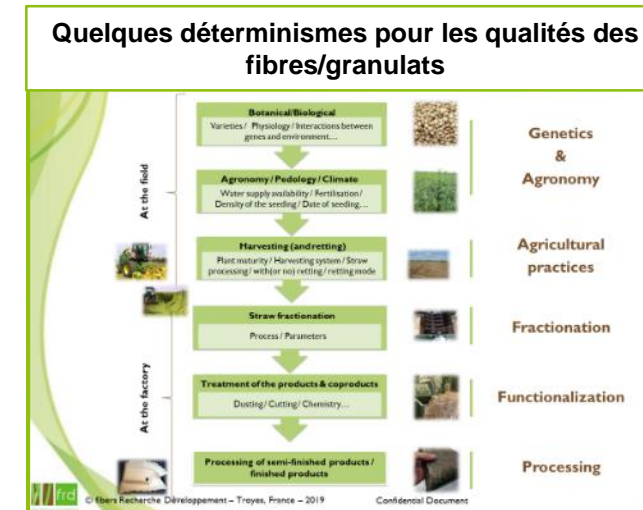 Quelques déterminismes pour les qualités des
fibres/granulats
At the field
Botanical/Biological
Varieties / Physiology / Interactions between
genes and environment...
Genetics
&
Agronomy
Agronomy / Pedology / Climate
Water supply availability / Fertilisation /
Density of the seeding / Date of seeding...
Harvesting (and retting)
Plant maturity / Harvesting system / Straw
processing / with(or no) retting / retting mode
Agricultural
practices
At the factory
Straw fractionation
Process / Parameters
Fractionation
Treatment of the products & coproducts
Dusting / Cutting / Chemistry...
Functionalization
Processing of semi-finished products /
finished products
Processing
frd
© fibers Recherche Développement – Troyes, France – 2019
Confidential Document